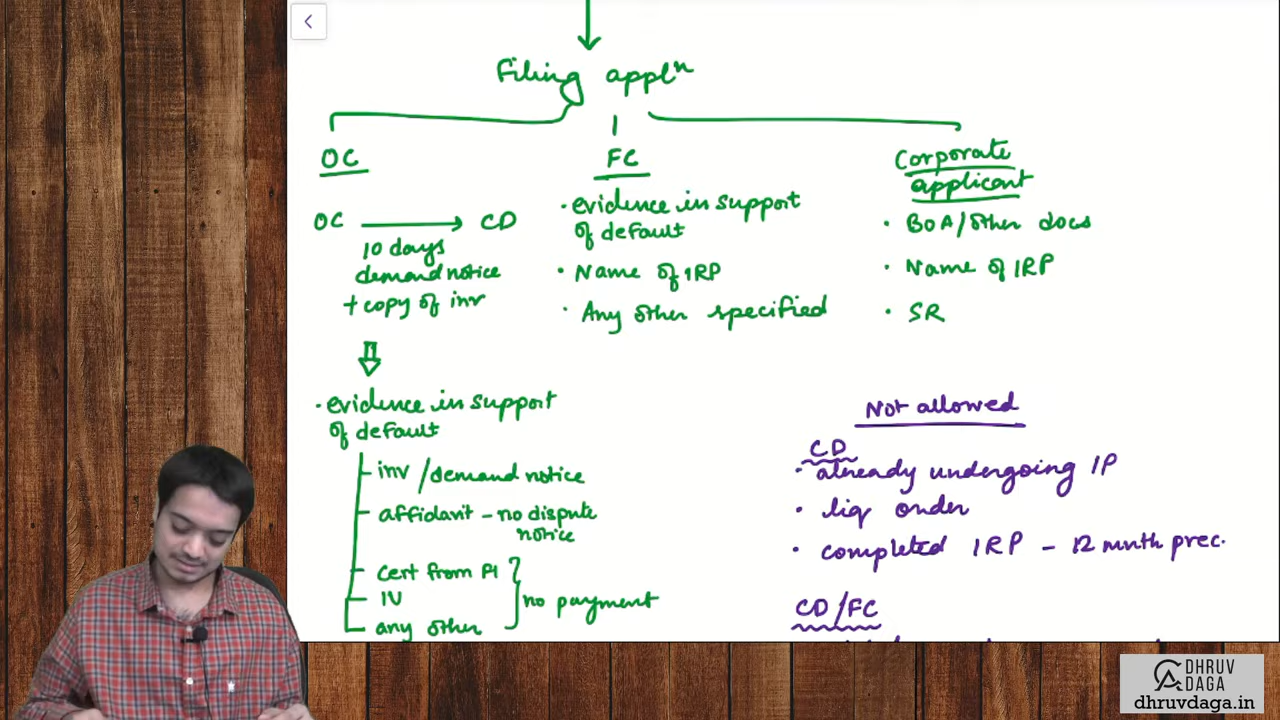 Filing applⁿ
OC
OC → CD
10 days
demand notice
+ copy of inv
• evidence in support
of default
inv / demand notice
affidavit - no dispute
notice
cert from FI
IU
any other
no payment
FC
• evidence in support
of default
• Name of IRP
• Any other specified
Corporate
applicant
• BOA/other docs
• Name of IRP
• SR
Not allowed
CD
• already undergoing IP
• liq order
• completed IRP - 12 mnth prec.
CD/FC
DHRUV
DAGA
dhruvdaga.in